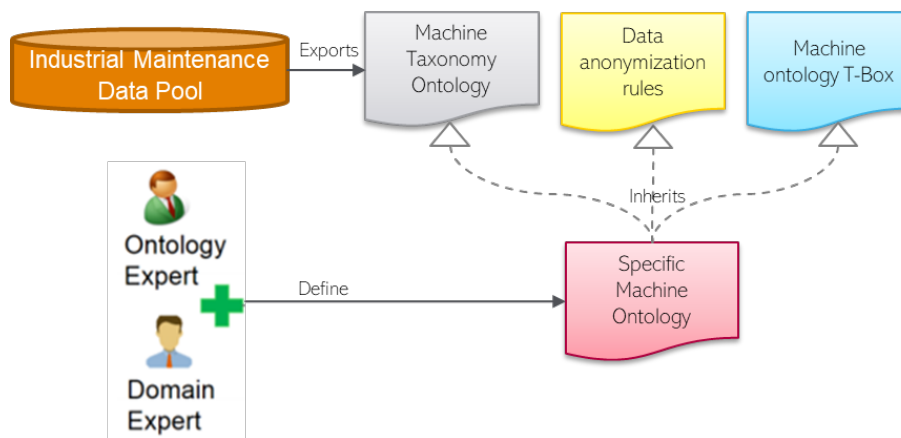 Industrial Maintenance
Data Pool
Exports
Machine
Taxonomy
Ontology
Data
anonymization
rules
Machine
ontology T-Box
Inherits
Ontology
Expert
Domain
Expert
Define
Specific
Machine
Ontology